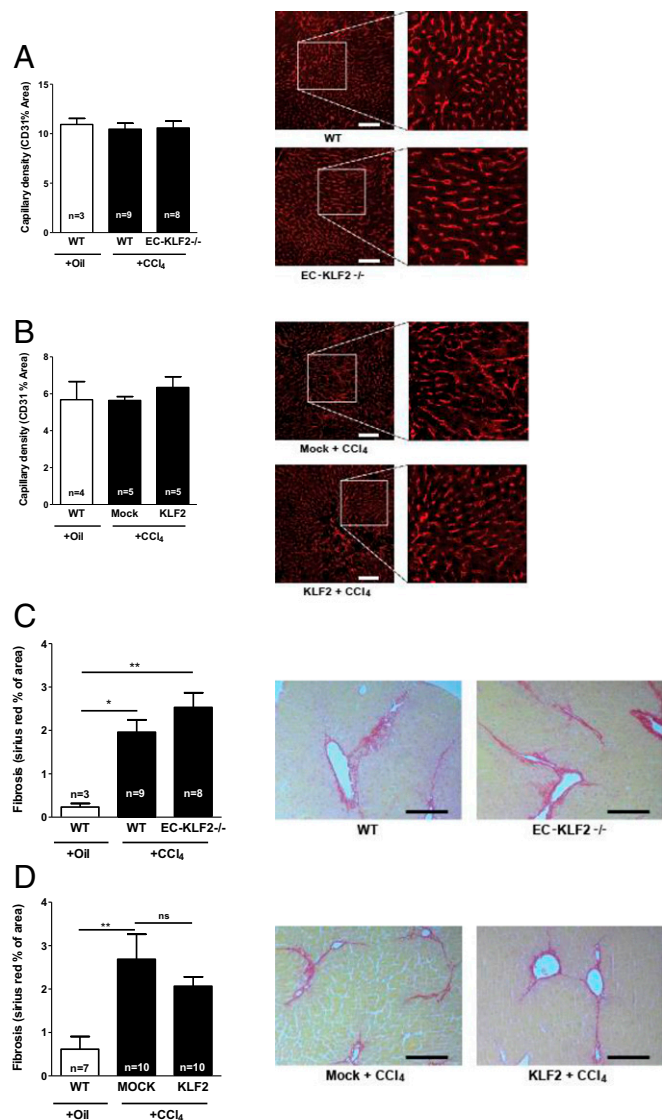 A
Capillary density (CD31% Area)
15
10
5
0
n=3
n=9
n=8
WT
WT
EC-KLF2-/-
+Oil
+CCl4
WT
EC-KLF2 -/-
B
Capillary density (CD31 % Area)
8
6
4
2
0
n=4
n=5
n=5
WT
Mock
KLF2
+Oil
+CCl4
Mock + CCl4
KLF2 + CCl4
C
Fibrosis (sirius red % of area)
4
3
2
1
0
**
*
n=3
n=9
n=8
WT
WT
EC-KLF2-/-
+Oil
+CCl4
WT
EC-KLF2 -/-
D
Fibrosis (sirius red % of area)
4
3
2
1
0
**
ns
n=7
n=10
n=10
WT
MOCK
KLF2
+Oil
+CCl4
Mock + CCl4
KLF2 + CCl4